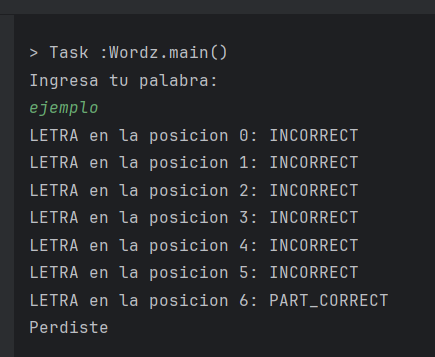 > Task :Wordz.main()
Ingresa tu palabra:
ejemplo
LETRA en la posicion 0: INCORRECT
LETRA en la posicion 1: INCORRECT
LETRA en la posicion 2: INCORRECT
LETRA en la posicion 3: INCORRECT
LETRA en la posicion 4: INCORRECT
LETRA en la posicion 5: INCORRECT
LETRA en la posicion 6: PART_CORRECT
Perdiste